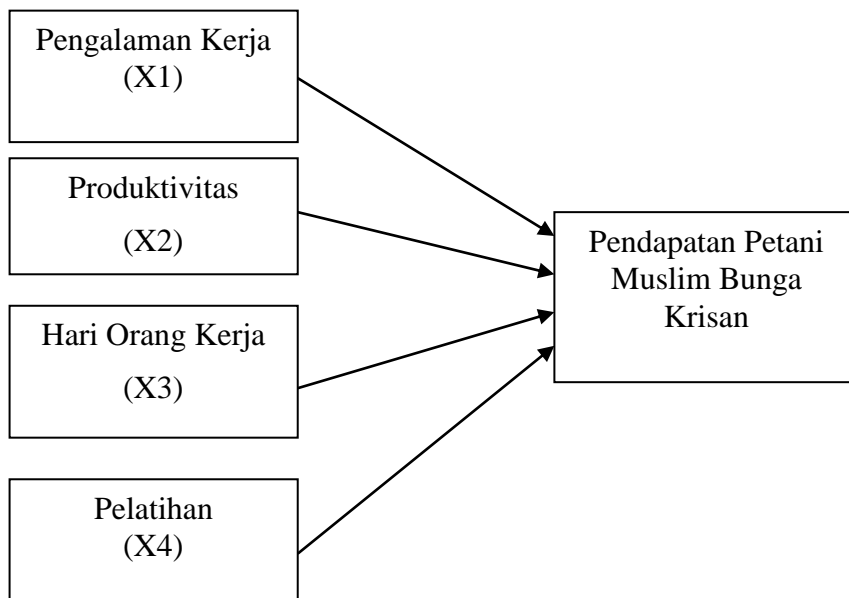 Pengalaman Kerja
(X1)
Produktivitas
(X2)
Hari Orang Kerja
(X3)
Pelatihan
(X4)
Pendapatan Petani
Muslim Bunga
Krisan